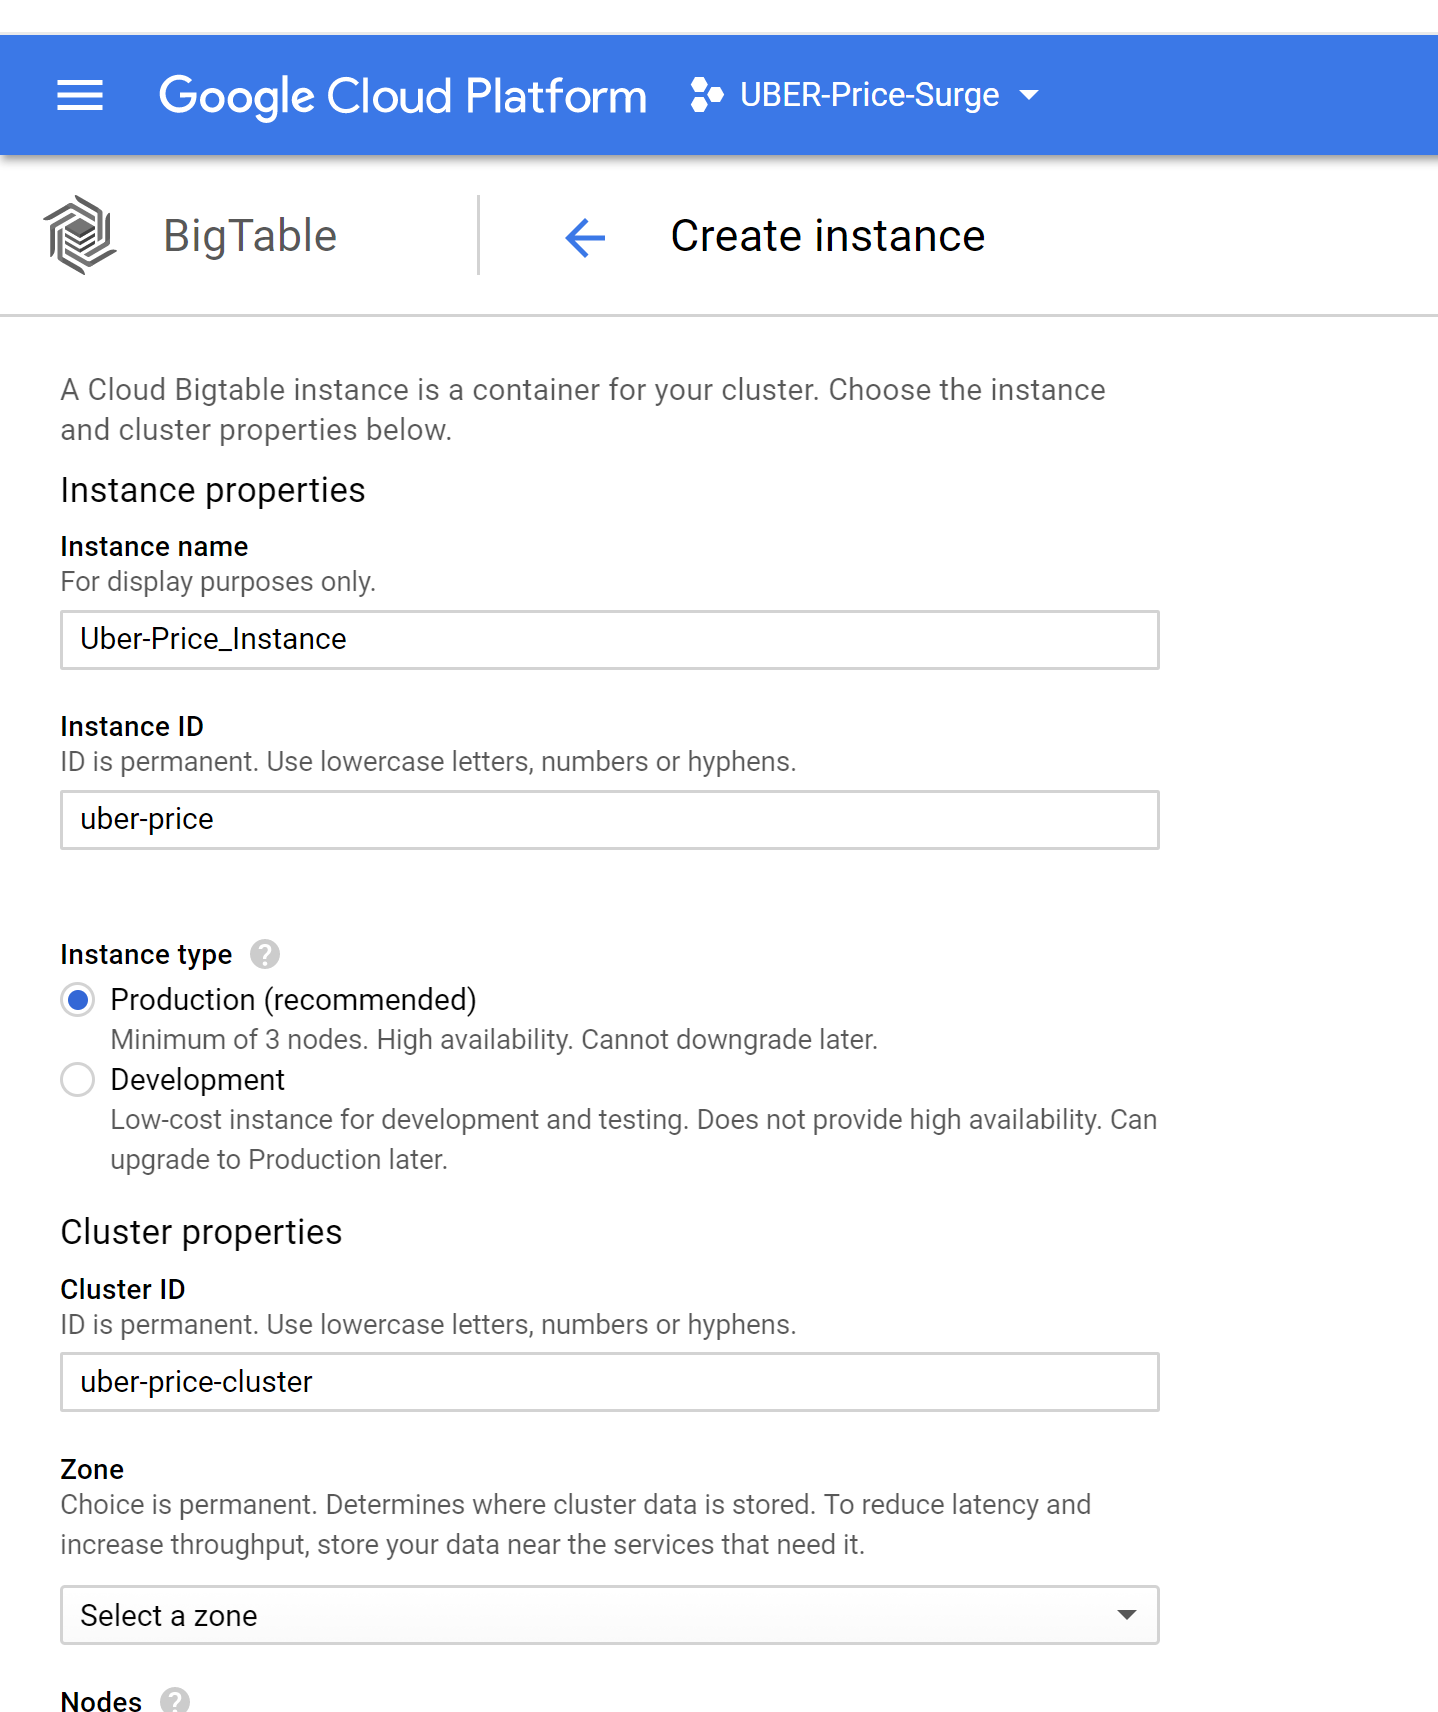 Google Cloud Platform UBER-Price-Surge
BigTable Create instance
A Cloud Bigtable instance is a container for your cluster. Choose the instance
and cluster properties below.
Instance properties
Instance name
For display purposes only.
Uber-Price_Instance
Instance ID
ID is permanent. Use lowercase letters, numbers or hyphens.
uber-price
Instance type ?
Production (recommended)
Minimum of 3 nodes. High availability. Cannot downgrade later.
Development
Low-cost instance for development and testing. Does not provide high availability. Can
upgrade to Production later.
Cluster properties
Cluster ID
ID is permanent. Use lowercase letters, numbers or hyphens.
uber-price-cluster
Zone
Choice is permanent. Determines where cluster data is stored. To reduce latency and
increase throughput, store your data near the services that need it.
Select a zone
Nodes ?